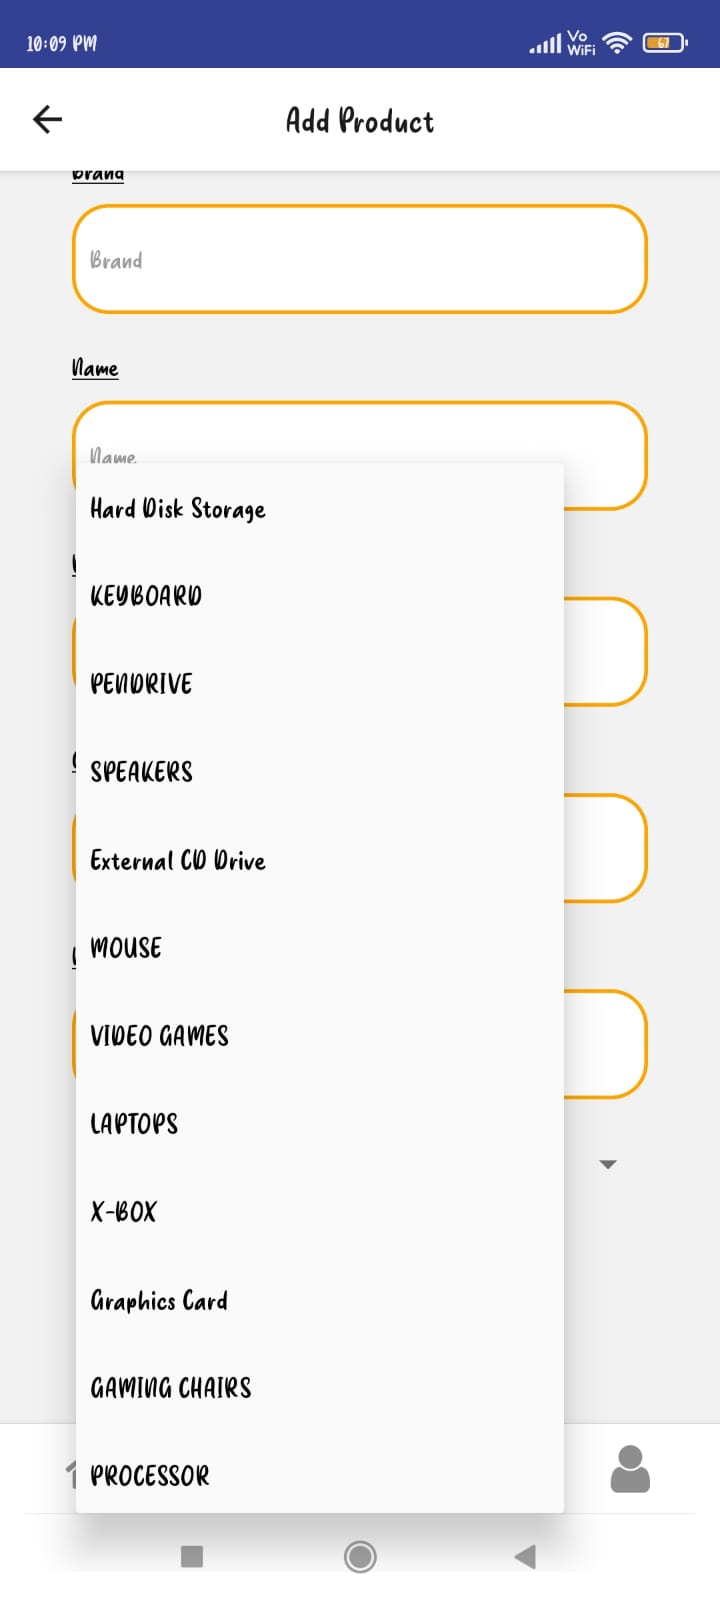 10:09 PM
Vo
WiFi
67
Add Product
Brand
Brand
Name
Name
Hard Disk Storage
KEYBOARD
PENDRIVE
SPEAKERS
External CD Drive
MOUSE
VIDEO GAMES
LAPTOPS
X-BOX
Graphics Card
GAMING CHAIRS
PROCESSOR